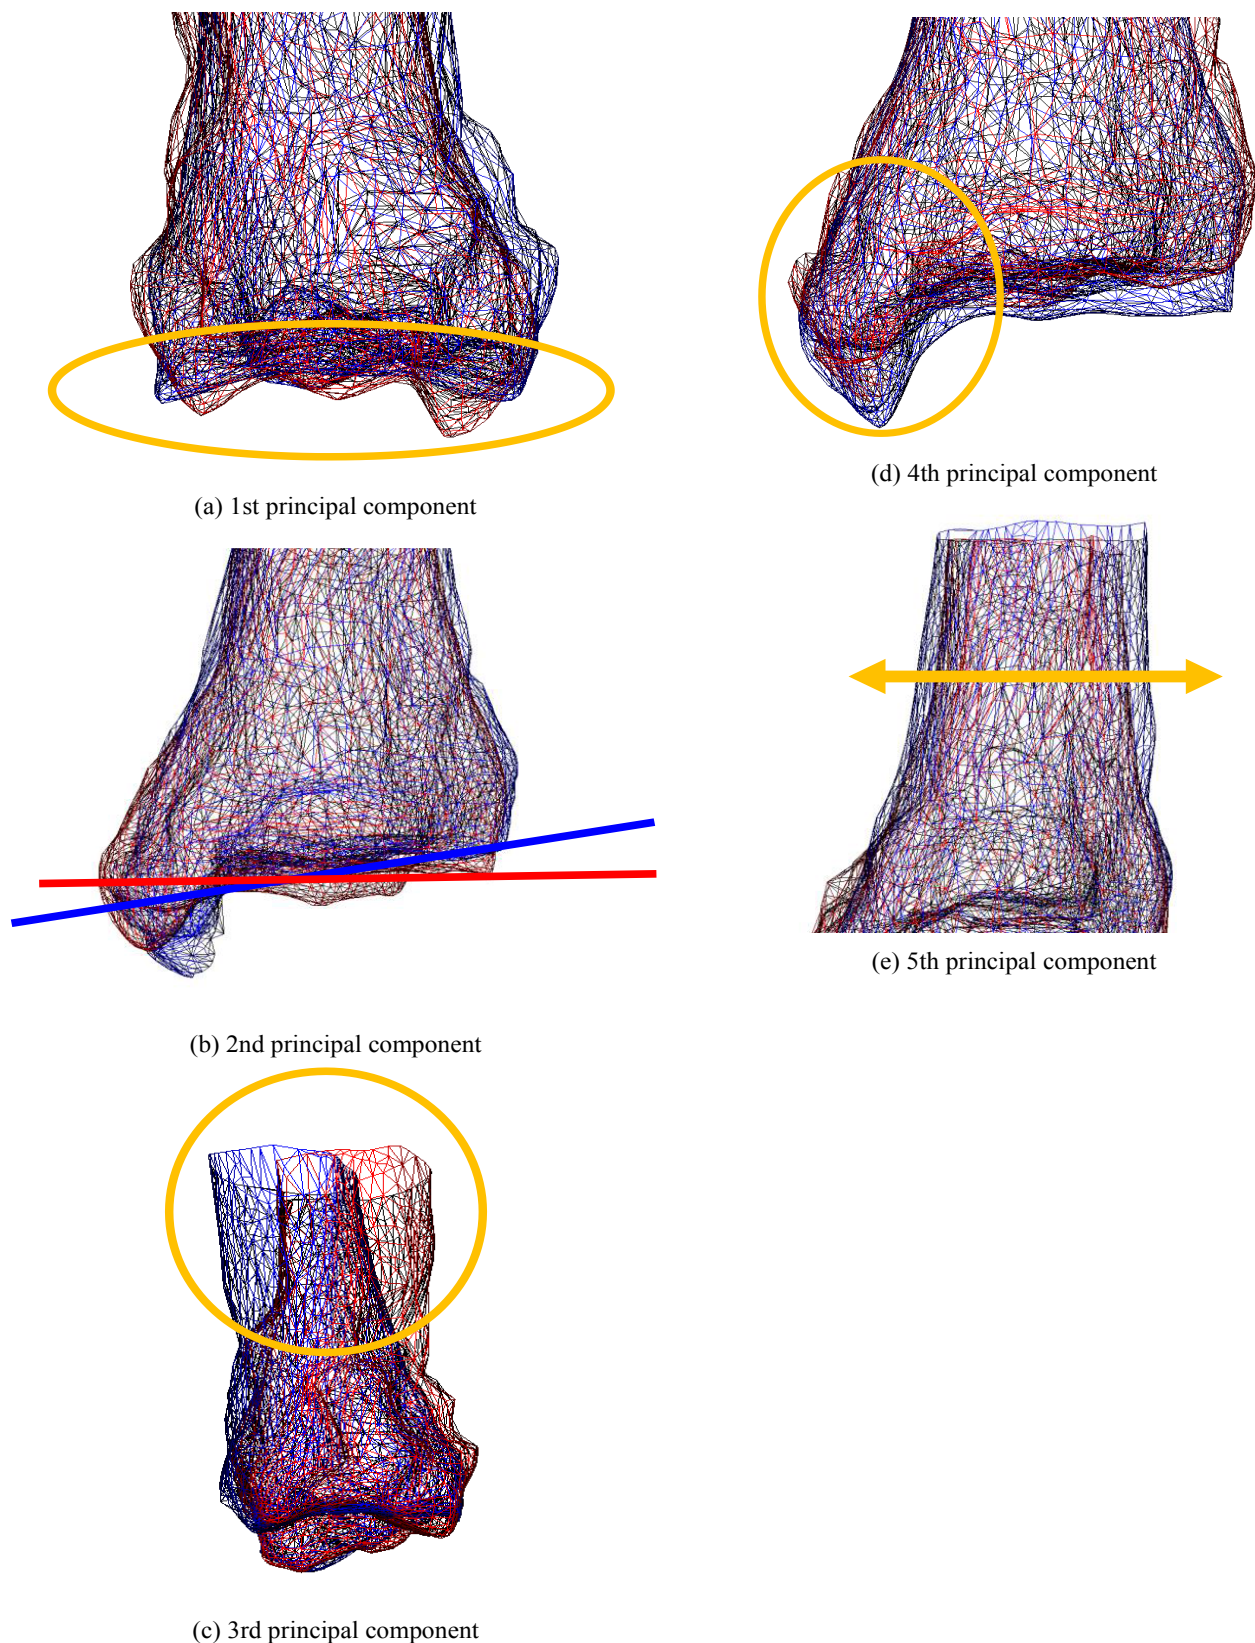 (a) 1st principal component
(b) 2nd principal component
(c) 3rd principal component
(d) 4th principal component
(e) 5th principal component